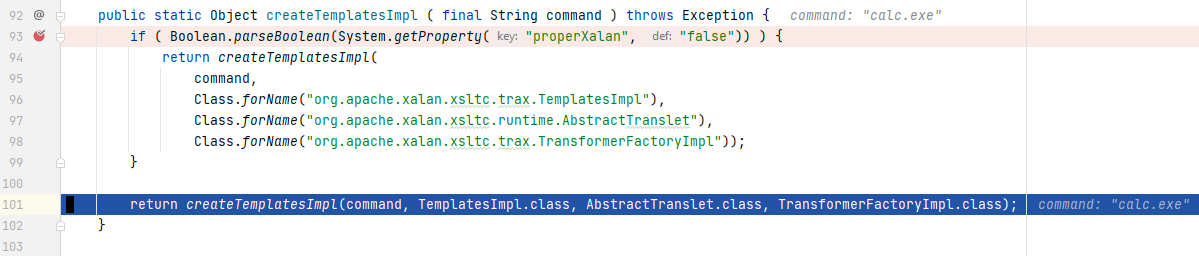 92 @ public static Object createTemplatesImpl ( final String command ) throws Exception { command: "calc.exe"
93 if ( Boolean.parseBoolean(System.getProperty( key: "properXalan", def: "false")) ) {
94 return createTemplatesImpl(
95 command,
96 Class.forName("org.apache.xalan.xsltc.trax.TemplatesImpl"),
97 Class.forName("org.apache.xalan.xsltc.runtime.AbstractTranslet"),
98 Class.forName("org.apache.xalan.xsltc.trax.TransformerFactoryImpl"));
99 }
100
101 return createTemplatesImpl(command, TemplatesImpl.class, AbstractTranslet.class, TransformerFactoryImpl.class); command: "calc.exe"
102 }
103